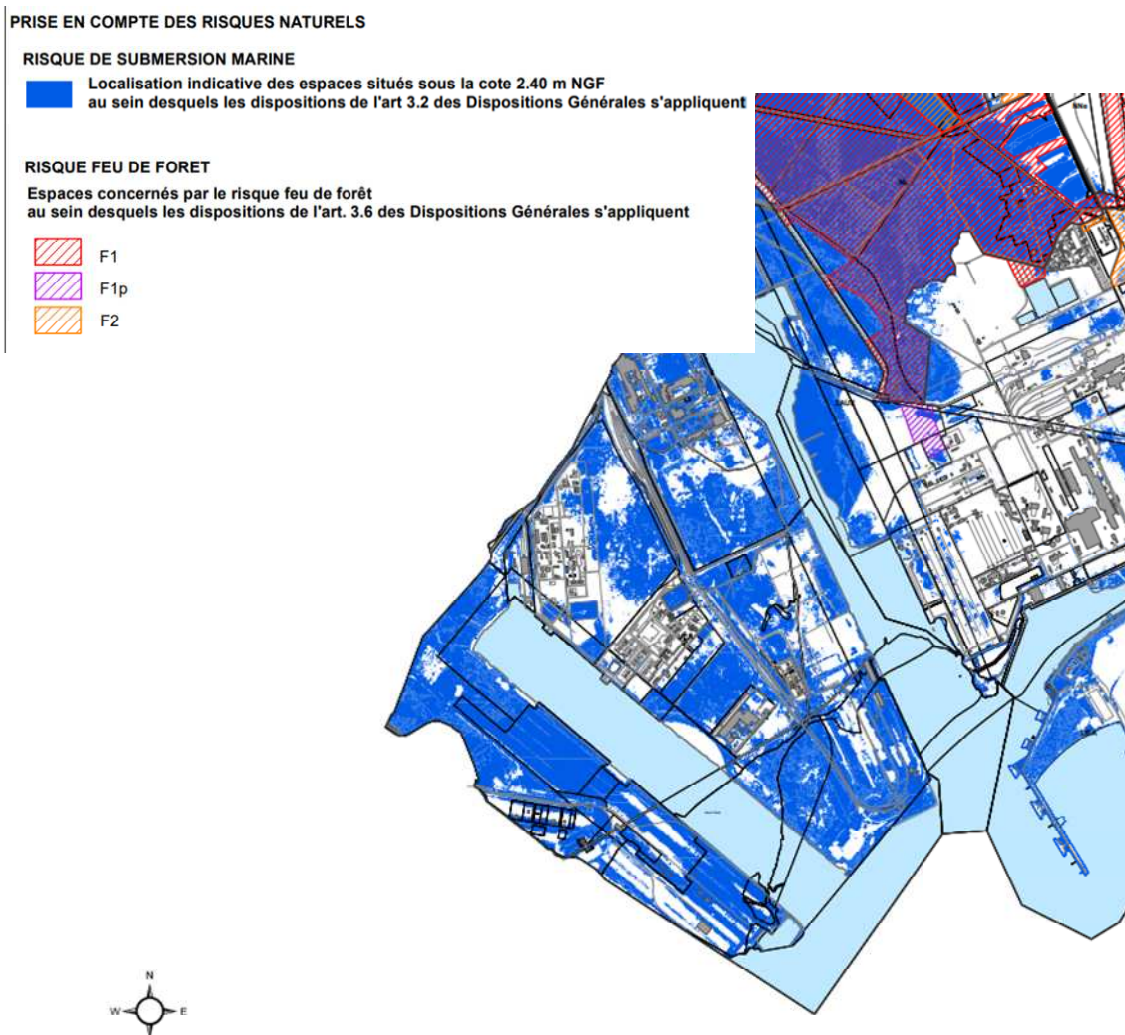 PRISE EN COMPTE DES RISQUES NATURELS
RISQUE DE SUBMERSION MARINE
Localisation indicative des espaces situés sous la cote 2.40 m NGF
au sein desquels les dispositions de l'art 3.2 des Dispositions Générales s'appliquent
RISQUE FEU DE FORET
Espaces concernés par le risque feu de forêt
au sein desquels les dispositions de l'art. 3.6 des Dispositions Générales s'appliquent
F1
F1p
F2
N
W
E